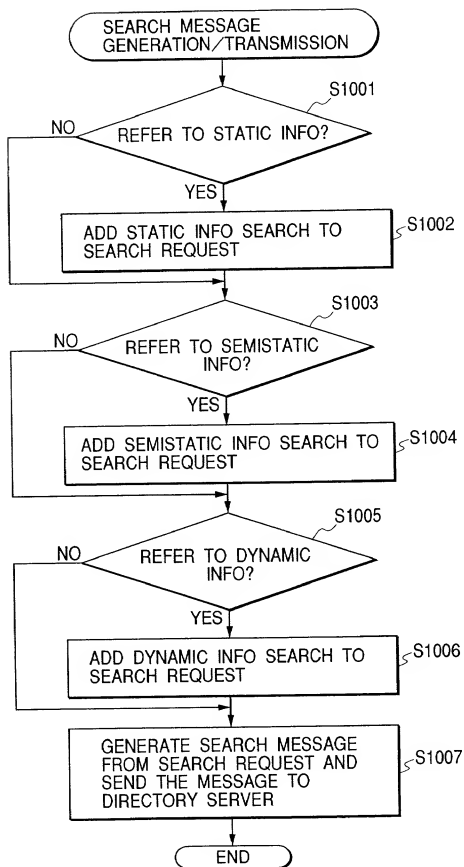 SEARCH MESSAGE
GENERATION/TRANSMISSION
S1001
NO
REFER TO STATIC INFO?
YES
S1002
ADD STATIC INFO SEARCH TO
SEARCH REQUEST
S1003
NO
REFER TO SEMISTATIC
INFO?
YES
S1004
ADD SEMISTATIC INFO SEARCH TO
SEARCH REQUEST
S1005
NO
REFER TO DYNAMIC
INFO?
YES
S1006
ADD DYNAMIC INFO SEARCH TO
SEARCH REQUEST
S1007
GENERATE SEARCH MESSAGE
FROM SEARCH REQUEST AND
SEND THE MESSAGE TO
DIRECTORY SERVER
END